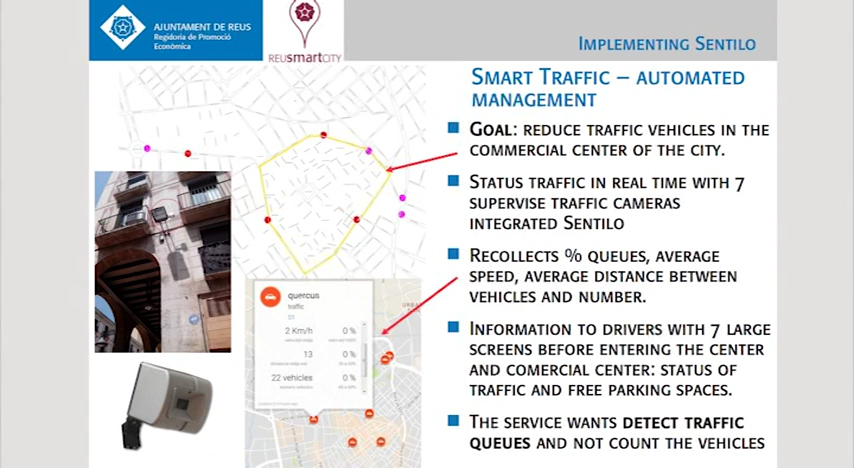 AJUNTAMENT DE REUS
Regidoria de Promoció
Econòmica
REUSMARTCITY
IMPLEMENTING SENTILO
SMART TRAFFIC – AUTOMATED
MANAGEMENT
GOAL: REDUCE TRAFFIC VEHICLES IN THE
COMMERCIAL CENTER OF THE CITY.
STATUS TRAFFIC IN REAL TIME WITH 7
SUPERVISE TRAFFIC CAMERAS
INTEGRATED SENTILO
RECOLLECTS % QUEUES, AVERAGE
SPEED, AVERAGE DISTANCE BETWEEN
VEHICLES AND NUMBER.
INFORMATION TO DRIVERS WITH 7 LARGE
SCREENS BEFORE ENTERING THE CENTER
AND COMERCIAL CENTER: STATUS OF
TRAFFIC AND FREE PARKING SPACES.
THE SERVICE WANTS DETECT TRAFFIC
QUEUES AND NOT COUNT THE VEHICLES
quercus
traffic
2 Km/h 0 %
13 0 %
22 vehicles 0 %